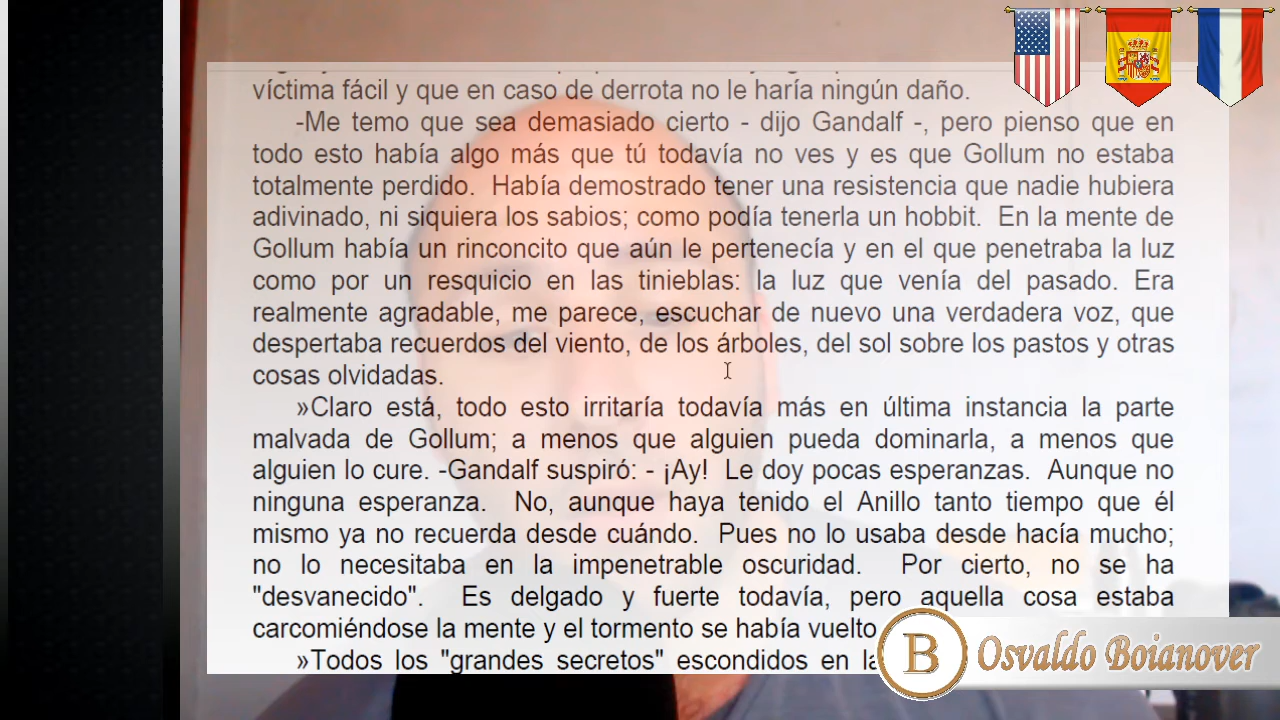 víctima fácil y que en caso de derrota no le haría ningún daño.
-Me temo que sea demasiado cierto - dijo Gandalf -, pero pienso que en
todo esto había algo más que tú todavía no ves y es que Gollum no estaba
totalmente perdido. Había demostrado tener una resistencia que nadie hubiera
adivinado, ni siquiera los sabios; como podía tenerla un hobbit. En la mente de
Gollum había un rinconcito que aún le pertenecía y en el que penetraba la luz
como por un resquicio en las tinieblas: la luz que venía del pasado. Era
realmente agradable, me parece, escuchar de nuevo una verdadera voz, que
despertaba recuerdos del viento, de los árboles, del sol sobre los pastos y otras
cosas olvidadas.
»Claro está, todo esto irritaría todavía más en última instancia la parte
malvada de Gollum; a menos que alguien pueda dominarla, a menos que
alguien lo cure. -Gandalf suspiró: - ¡Ay! Le doy pocas esperanzas. Aunque no
ninguna esperanza. No, aunque haya tenido el Anillo tanto tiempo que él
mismo ya no recuerda desde cuándo. Pues no lo usaba desde hacía mucho;
no lo necesitaba en la impenetrable oscuridad. Por cierto, no se ha
"desvanecido". Es delgado y fuerte todavía, pero aquella cosa estaba
carcomiéndose la mente y el tormento se había vuelto
»Todos los "grandes secretos" escondidos en
B Osvaldo Boianover